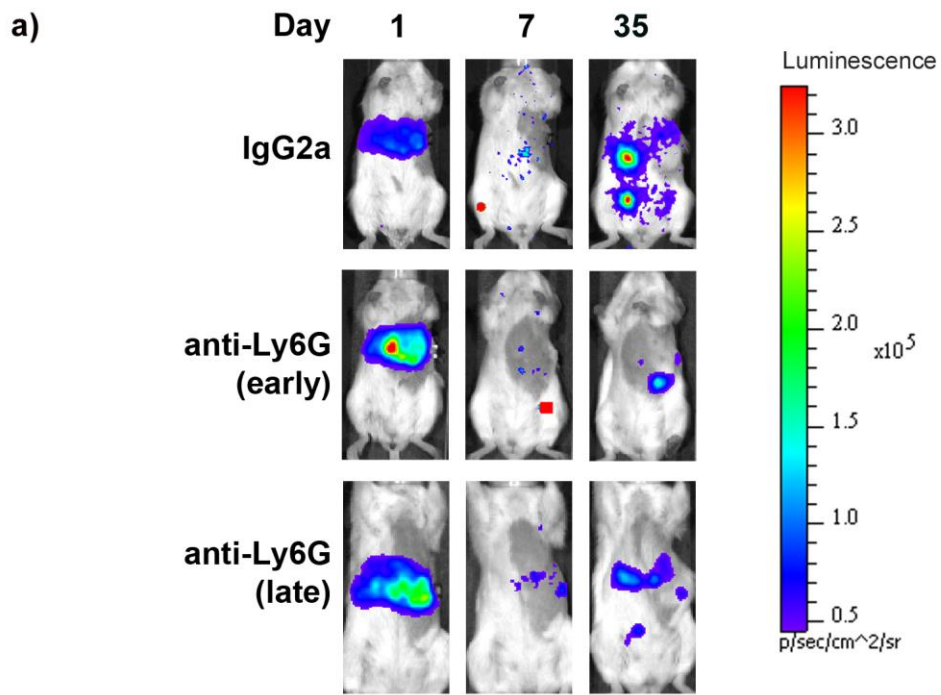 a)
Day 1 7 35
IgG2a
anti-Ly6G
(early)
anti-Ly6G
(late)
Luminescence
3.0
2.5
2.0
x10^5
1.5
1.0
0.5
p/sec/cm^2/sr